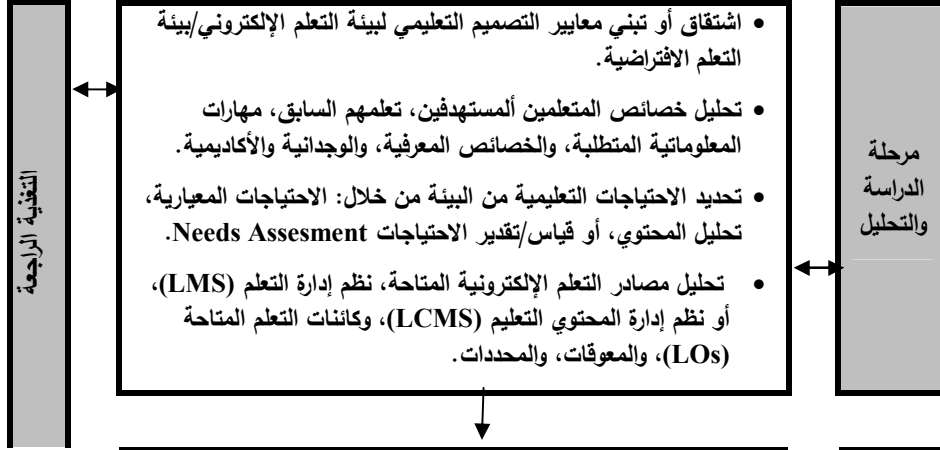 مرحلة
الدراسة
والتحليل
• اشتقاق أو تبني معايير التصميم التعليمي لبيئة التعلم الإلكتروني/بيئة
التعلم الافتراضية.
• تحليل خصائص المتعلمين ألمستهدفين، تعلمهم السابق، مهارات
المعلوماتية المتطلبة، والخصائص المعرفية، والوجدانية والأكاديمية.
• تحديد الاحتياجات التعليمية من البيئة من خلال: الاحتياجات المعيارية،
تحليل المحتوي، أو قياس/تقدير الاحتياجات Needs Assesment.
• تحليل مصادر التعلم الإلكترونية المتاحة، نظم إدارة التعلم (LMS)،
أو نظم إدارة المحتوي التعليم (LCMS)، وكائنات التعلم المتاحة
(LOs)، والمعوقات، والمحددات.
التغذية الراجعة